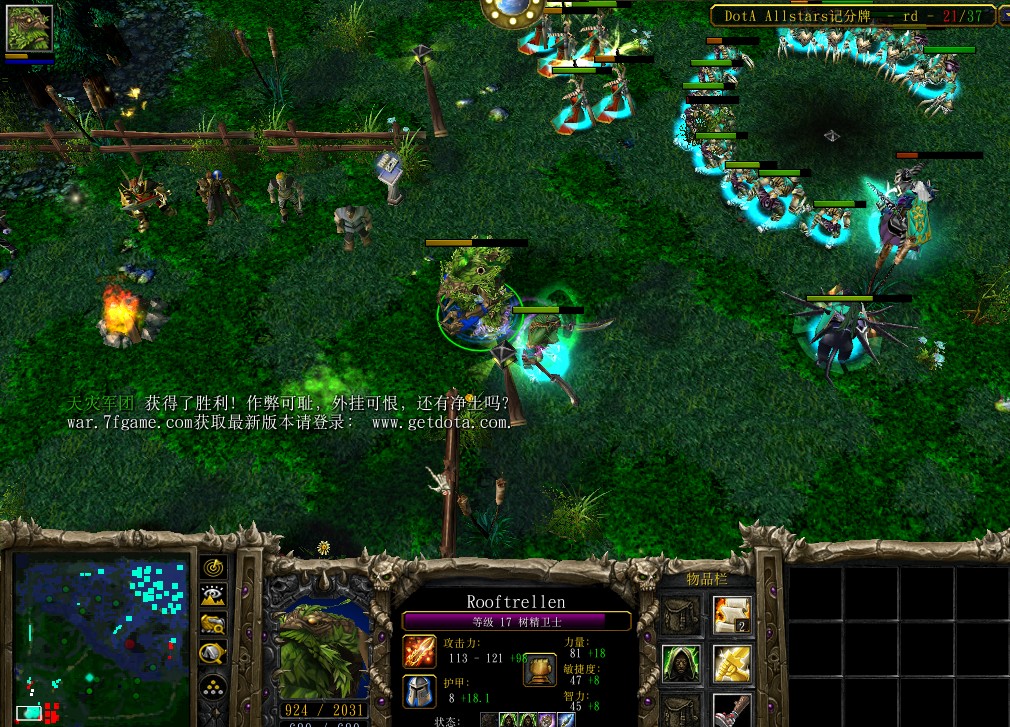 DotA Allstars记分牌 - rd - 21/37
天灾军团 获得了胜利! 作弊可耻, 外挂可恨, 还有净土吗?
war.7fgame.com获取最新版本请登录: www.getdota.com.
Rooftrellen
物品栏
等级 17 树精卫士
攻击力:
113 - 121 +98
力量:
81 +18
敏捷度:
47 +8
护甲:
8 +18.1
智力:
45 +8
状态:
924 / 2031
2